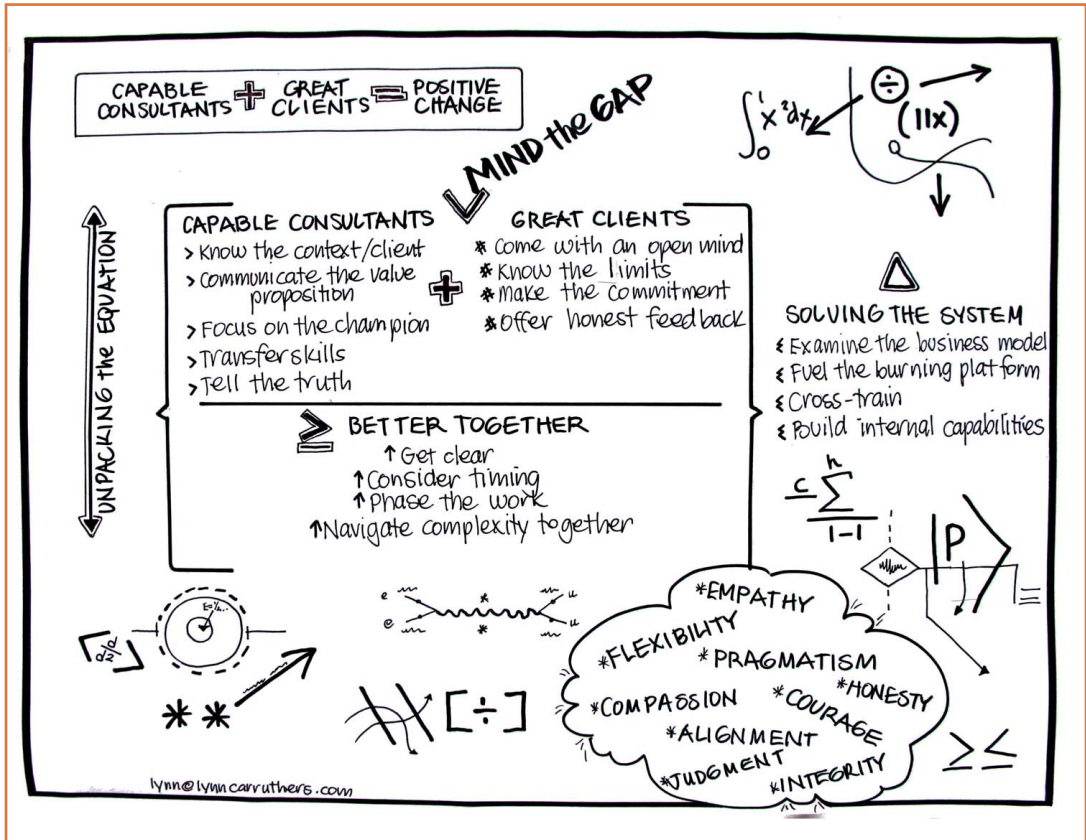 CAPABLE CONSULTANTS + GREAT CLIENTS = POSITIVE CHANGE
MIND the GAP
UNPACKING the EQUATION
CAPABLE CONSULTANTS
> Know the context/client
> Communicate the value
proposition
> Focus on the champion
> Transfer skills
> Tell the truth
+
GREAT CLIENTS
* Come with an open mind
* Know the limits
* Make the commitment
* Offer honest feedback
≥ BETTER TOGETHER
↑ Get clear
↑ Consider timing
↑ Phase the work
↑ Navigate complexity together
∫₀¹ x²dx
÷
(11x)
Δ
SOLVING THE SYSTEM
Examine the business model
Fuel the burning platform
Cross-train
Build internal capabilities
c ∑ n
1-1
|P⟩
e
e
u
u
* *
[÷]
*EMPATHY
*FLEXIBILITY
*PRAGMATISM
*COMPASSION
*COURAGE
*HONESTY
*ALIGNMENT
*JUDGMENT
*INTEGRITY
≥ ≤
lynn@lynncarruthers.com